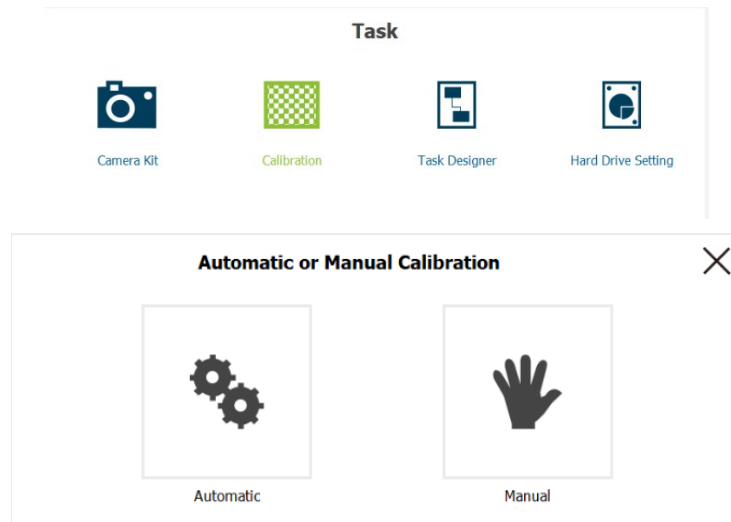 Task
Camera Kit Calibration Task Designer Hard Drive Setting
Automatic or Manual Calibration
Automatic Manual